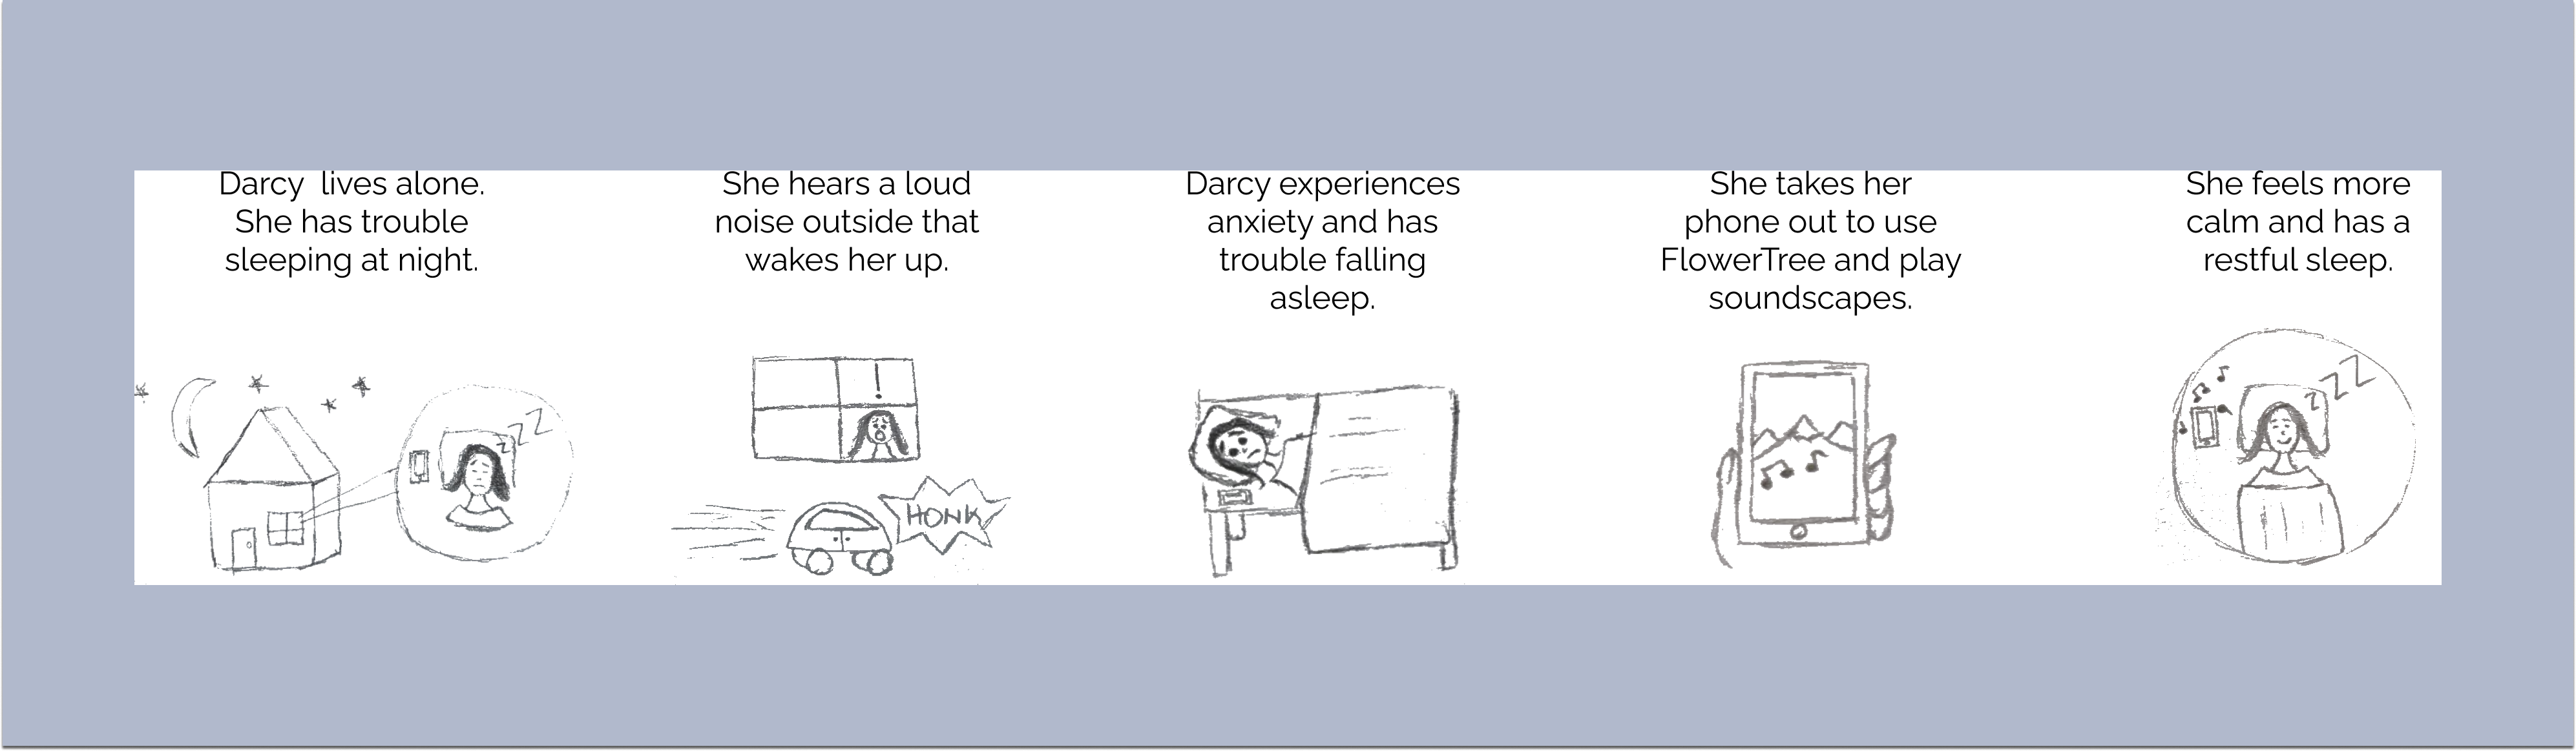 Darcy  lives alone.
She has trouble
sleeping at night.
She hears a loud
noise outside that
wakes her up.
Darcy experiences
anxiety and has
trouble falling
asleep.
She takes her
phone out to use
FlowerTree and play
soundscapes.
She feels more
calm and has a
restful sleep.
zZZ
!
HONK
zZZ